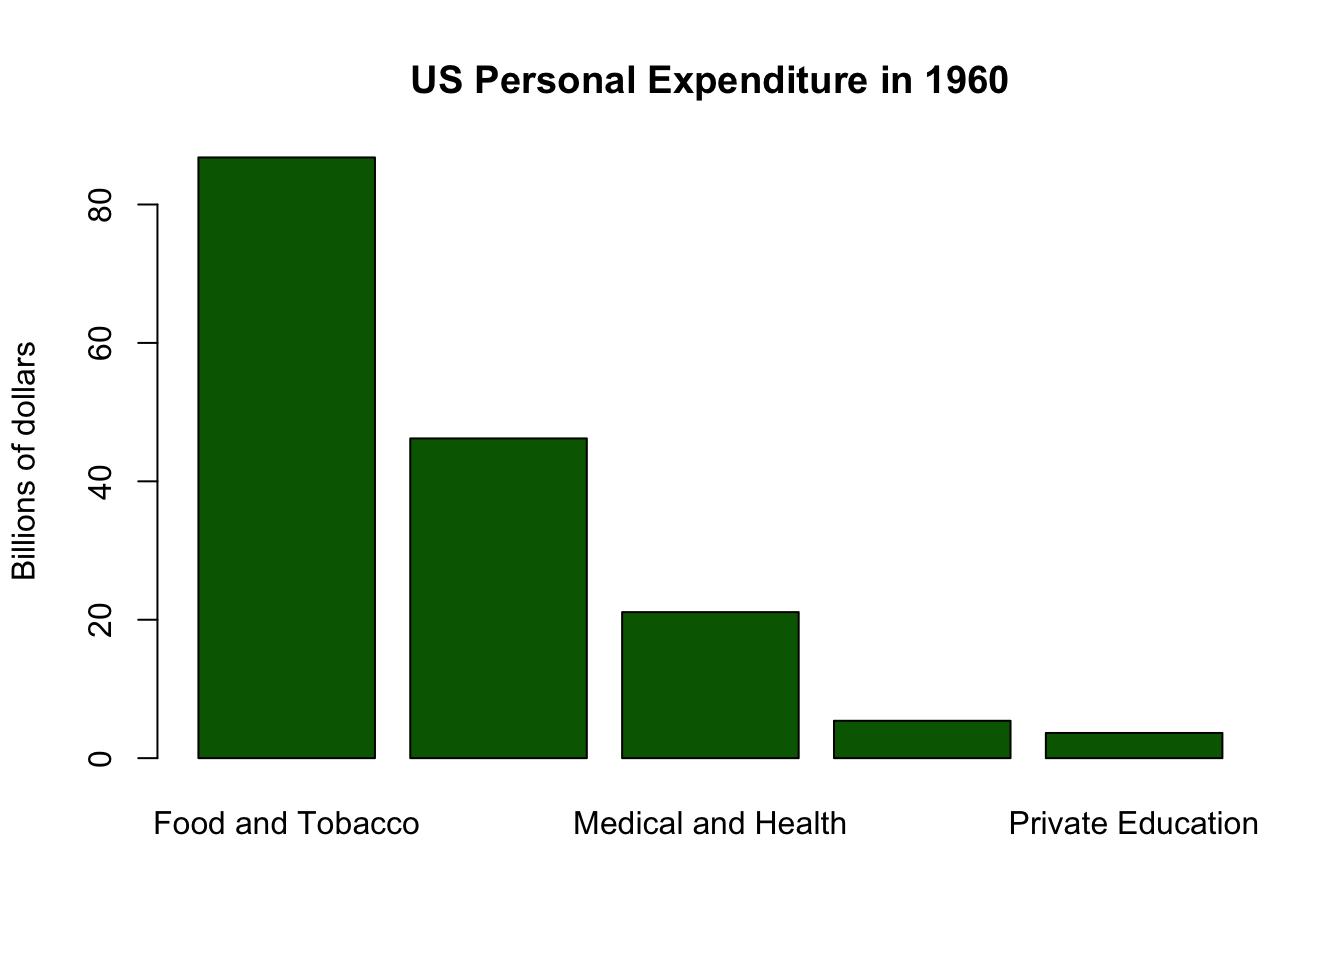 US Personal Expenditure in 1960
Billions of dollars
80
60
40
20
0
Food and Tobacco
Medical and Health
Private Education